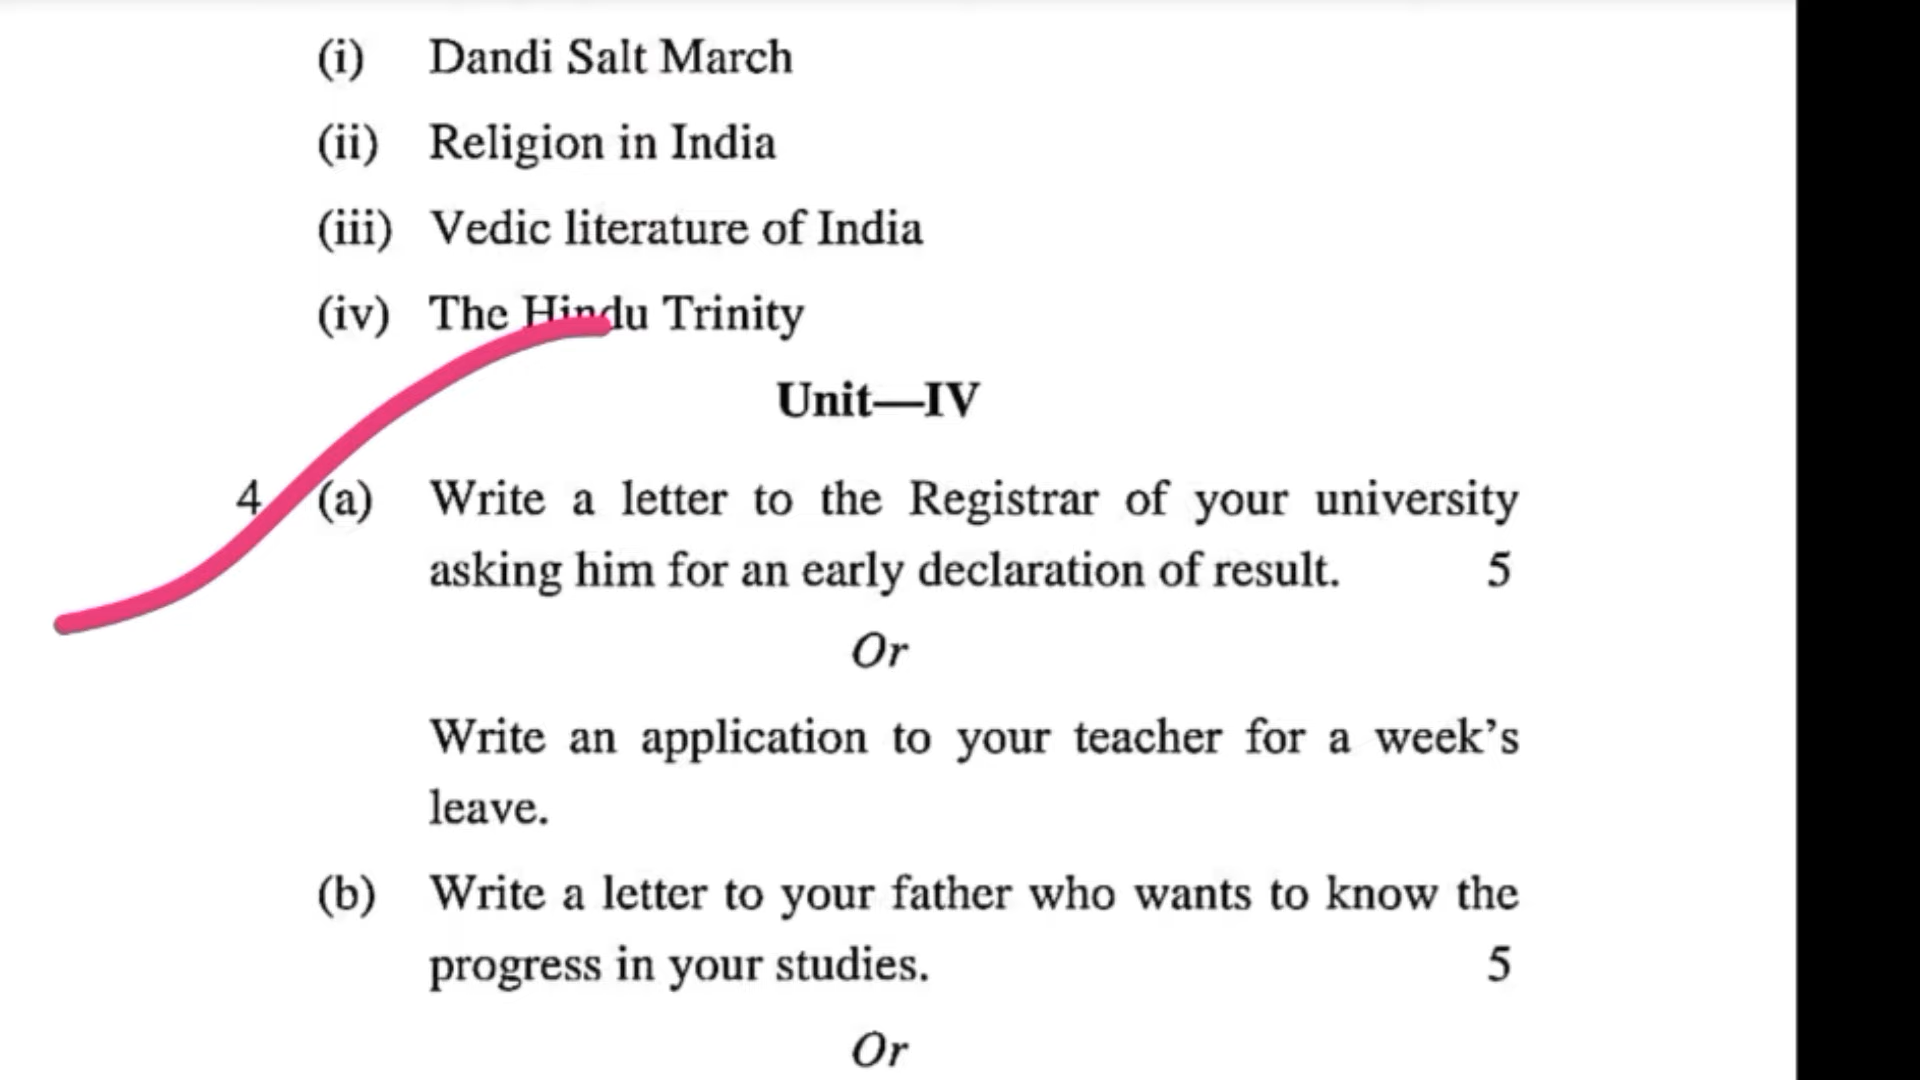 (i) Dandi Salt March
(ii) Religion in India
(iii) Vedic literature of India
(iv) The Hindu Trinity
Unit—IV
4. (a) Write a letter to the Registrar of your university
asking him for an early declaration of result. 5
Or
Write an application to your teacher for a week's
leave.
(b) Write a letter to your father who wants to know the
progress in your studies. 5
Or